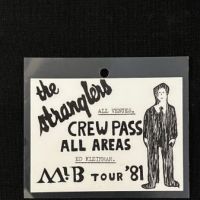 the
stranglers
ALL VENUES.
CREW PASS
ALL AREAS
ED KLEINMAN.
MIB TOUR '81